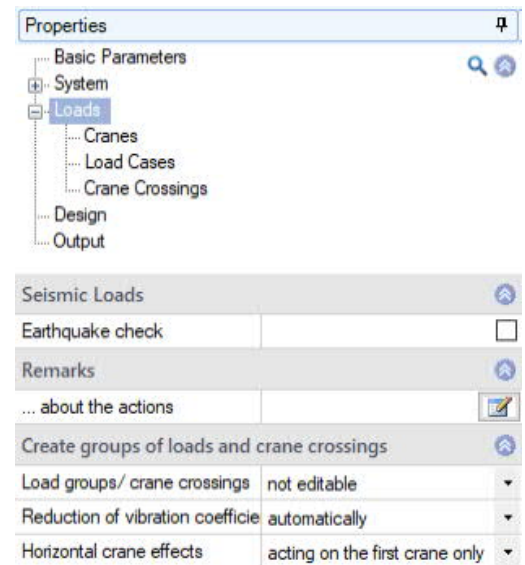 Properties
Basic Parameters
System
Loads
Cranes
Load Cases
Crane Crossings
Design
Output
Seismic Loads
Earthquake check
Remarks
... about the actions
Create groups of loads and crane crossings
Load groups/ crane crossings not editable
Reduction of vibration coefficie automatically
Horizontal crane effects acting on the first crane only